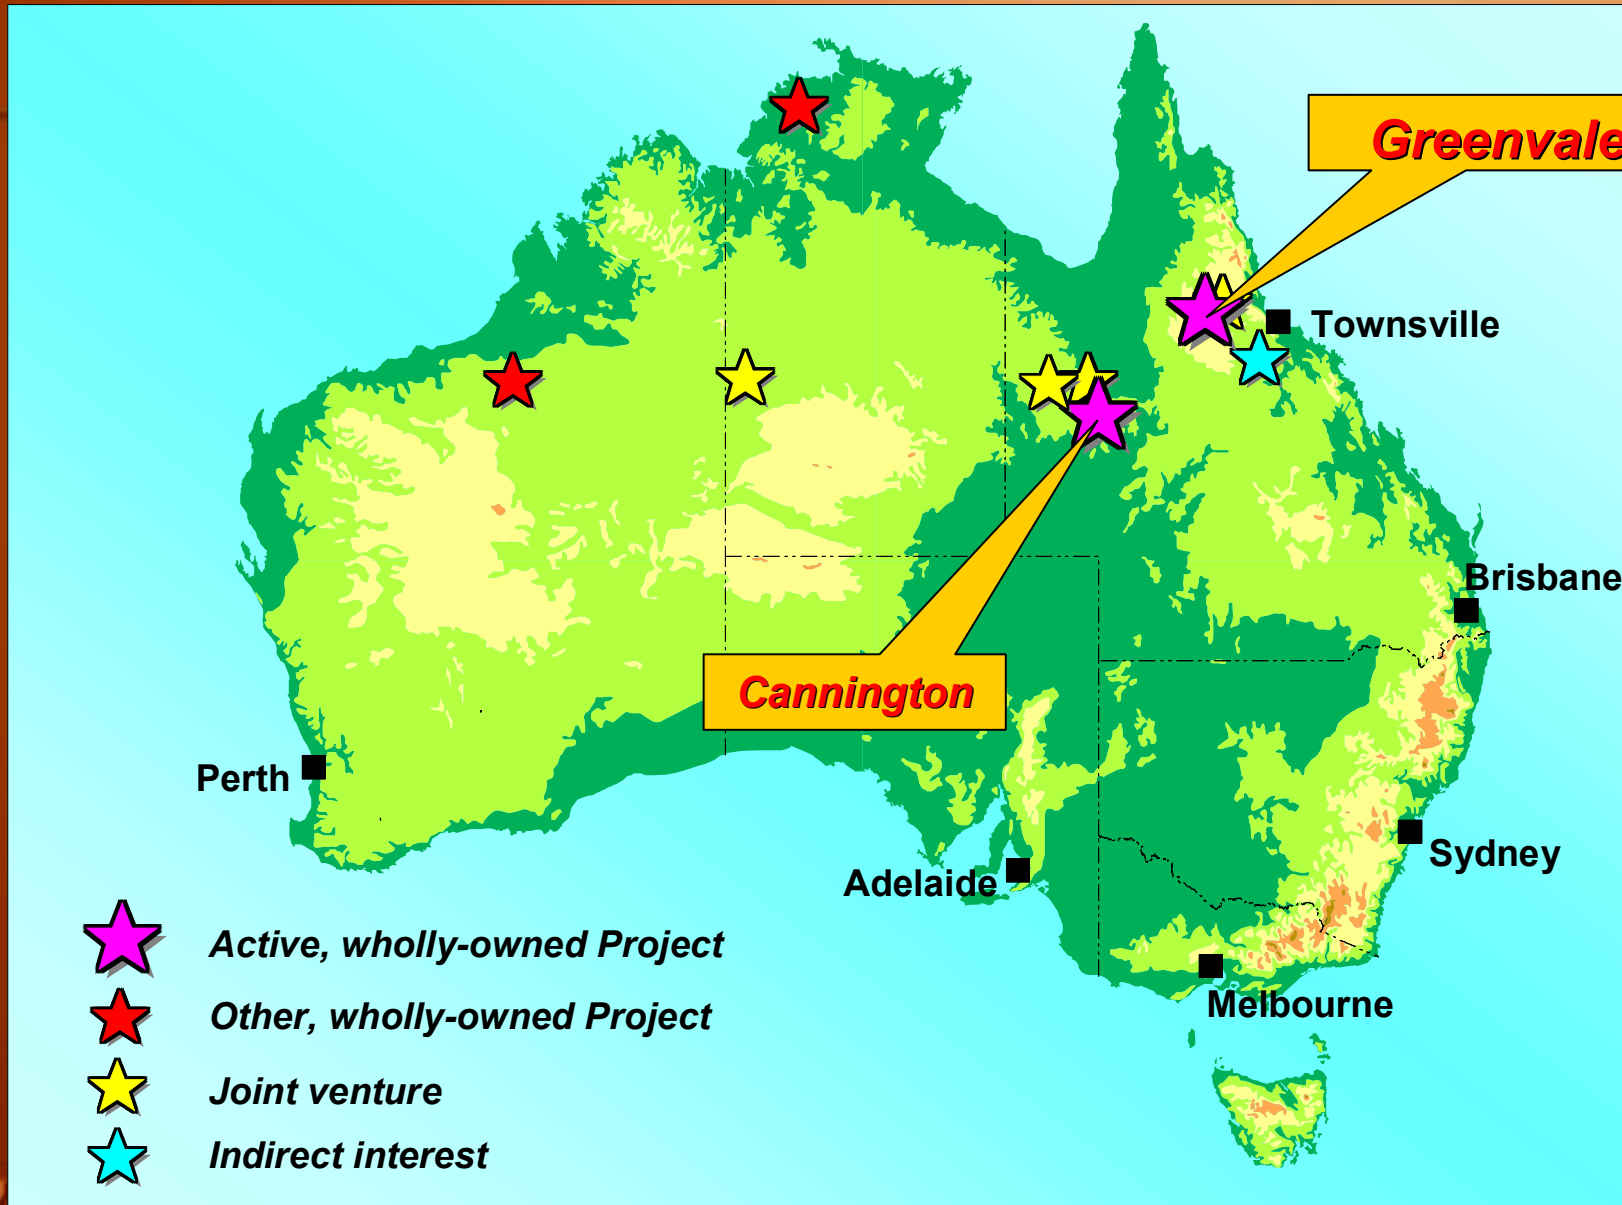 Greenvale
Townsville
Brisbane
Cannington
Perth
Sydney
Adelaide
Active, wholly-owned Project
Melbourne
Other, wholly-owned Project
Joint venture
Indirect interest